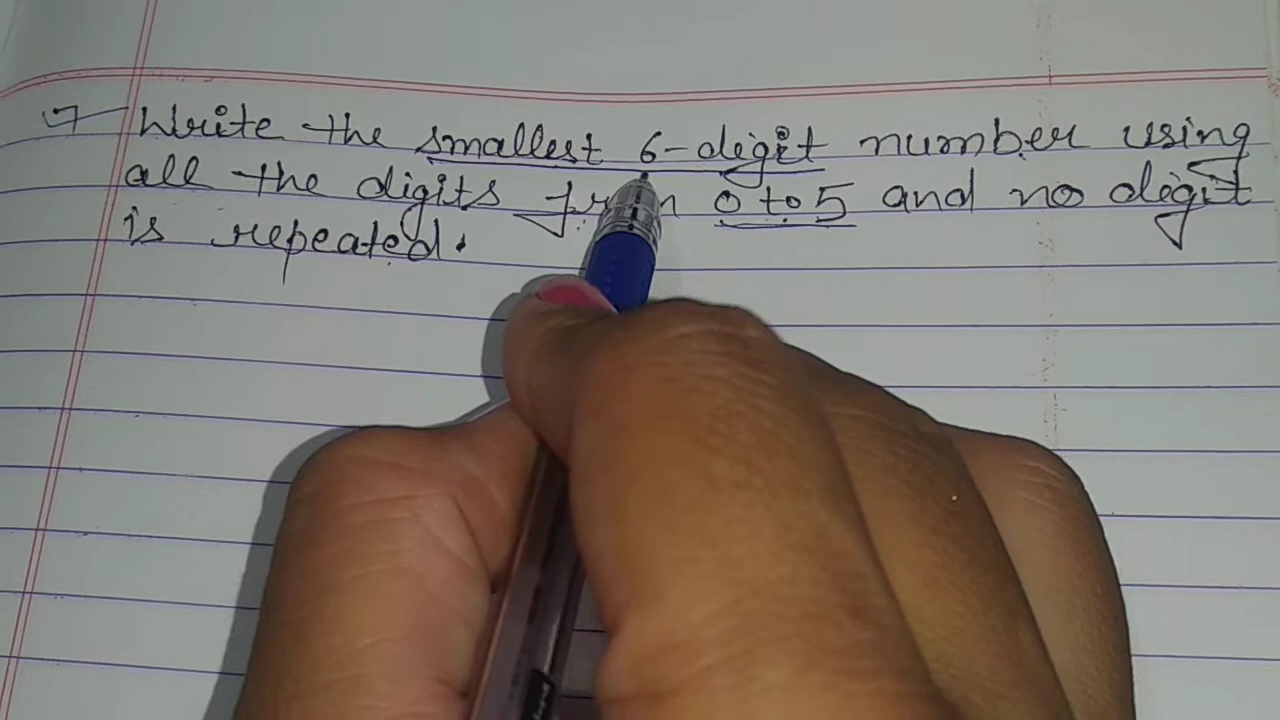 7 Write the smallest 6-digit number using
all the digits 0 to 5 and no digit
is repeated.